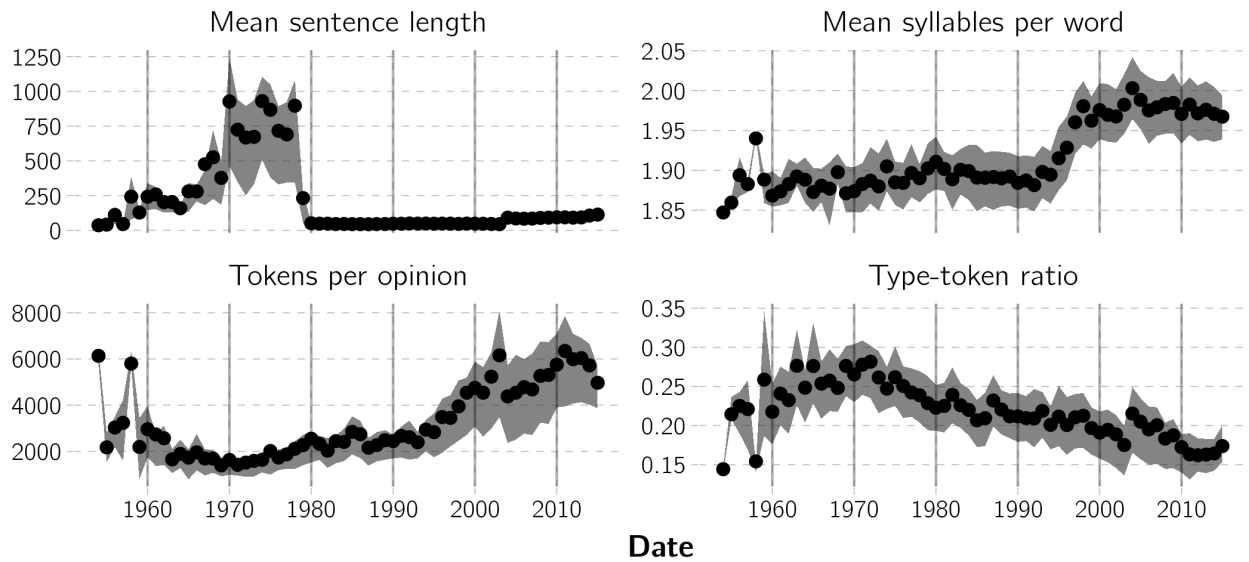 Mean sentence length
1250
1000
750
500
250
0
Mean syllables per word
2.05
2.00
1.95
1.90
1.85
Tokens per opinion
8000
6000
4000
2000
1960 1970 1980 1990 2000 2010
Type-token ratio
0.35
0.30
0.25
0.20
0.15
1960 1970 1980 1990 2000 2010
Date